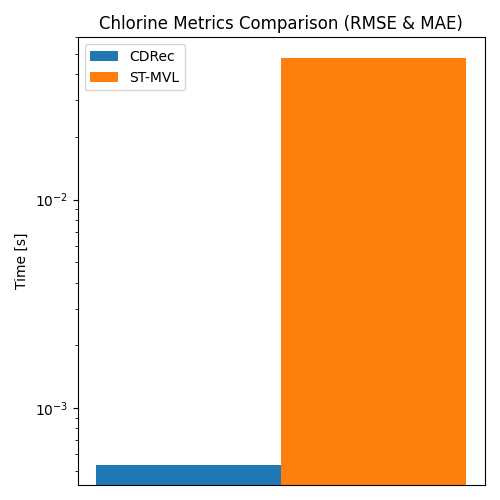 Chlorine Metrics Comparison (RMSE & MAE)
CDRec
ST-MVL
10⁻²
10⁻³
Time [s]